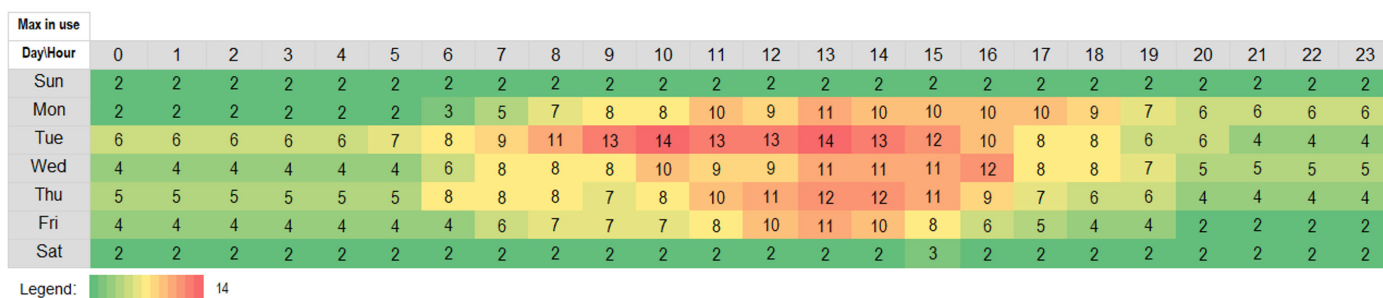 Max in use
Day\Hour 0 1 2 3 4 5 6 7 8 9 10 11 12 13 14 15 16 17 18 19 20 21 22 23
Sun 2 2 2 2 2 2 2 2 2 2 2 2 2 2 2 2 2 2 2 2 2 2 2 2
Mon 2 2 2 2 2 2 3 5 7 8 8 10 9 11 10 10 10 10 9 7 6 6 6 6
Tue 6 6 6 6 6 7 8 9 11 13 14 13 13 14 13 12 10 8 8 6 6 4 4 4
Wed 4 4 4 4 4 4 6 8 8 8 10 9 9 11 11 11 12 8 8 7 5 5 5 5
Thu 5 5 5 5 5 5 8 8 8 7 8 10 11 12 12 11 9 7 6 6 4 4 4 4
Fri 4 4 4 4 4 4 4 6 7 7 7 8 10 11 10 8 6 5 4 4 2 2 2 2
Sat 2 2 2 2 2 2 2 2 2 2 2 2 2 2 2 3 2 2 2 2 2 2 2 2
Legend: 14